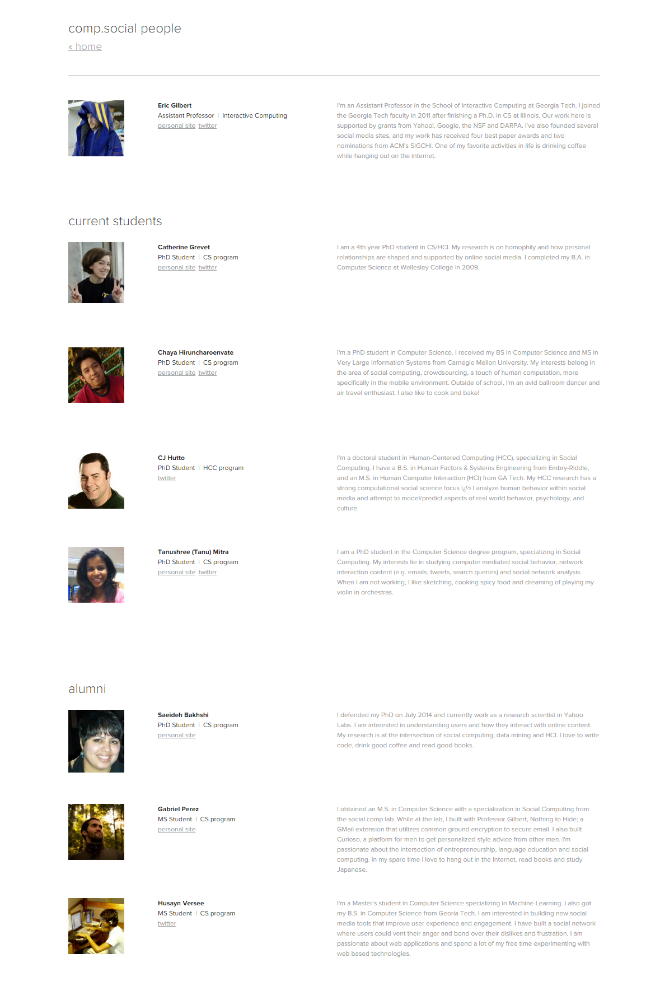 comp.social people
« home
Eric Gilbert
Assistant Professor | Interactive Computing
personal site twitter
I'm an Assistant Professor in the School of Interactive Computing at Georgia Tech. I joined
the Georgia Tech faculty in 2011 after finishing a Ph.D. in CS at Illinois. Our work here is
supported by grants from Yahoo!, Google, the NSF and DARPA. I've also founded several
social media sites, and my work has received four best paper awards and two
nominations from ACM's SIGCHI. One of my favorite activities in life is drinking coffee
while hanging out on the internet.
current students
Catherine Grevet
PhD Student | CS program
personal site twitter
I am a 4th year PhD student in CS/HCI. My research is on homophily and how personal
relationships are shaped and supported by online social media. I completed my B.A. in
Computer Science at Wellesley College in 2009.
Chaya Hiruncharoenvate
PhD Student | CS program
personal site twitter
I'm a PhD student in Computer Science. I received my BS in Computer Science and MS in
Very Large Information Systems from Carnegie Mellon University. My interests belong in
the area of social computing, crowdsourcing, a touch of human computation, more
specifically in the mobile environment. Outside of school, I'm an avid ballroom dancer and
air travel enthusiast. I also like to cook and bake!
CJ Hutto
PhD Student | HCC program
twitter
I'm a doctoral student in Human-Centered Computing (HCC), specializing in Social
Computing. I have a B.S. in Human Factors & Systems Engineering from Embry-Riddle,
and an M.S. in Human Computer Interaction (HCI) from GA Tech. My HCC research has a
strong computational social science focus ï¿½ I analyze human behavior within social
media and attempt to model/predict aspects of real world behavior, psychology, and
culture.
Tanushree (Tanu) Mitra
PhD Student | CS program
personal site twitter
I am a PhD student in the Computer Science degree program, specializing in Social
Computing. My interests lie in studying computer mediated social behavior, network
interaction content (e.g. emails, tweets, search queries) and social network analysis.
When I am not working, I like sketching, cooking spicy food and dreaming of playing my
violin in orchestras.
alumni
Saeideh Bakhshi
PhD Student | CS program
personal site
I defended my PhD on July 2014 and currently work as a research scientist in Yahoo
Labs. I am interested in understanding users and how they interact with online content.
My research is at the intersection of social computing, data mining and HCI. I love to write
code, drink good coffee and read good books.
Gabriel Perez
MS Student | CS program
personal site
I obtained an M.S. in Computer Science with a specialization in Social Computing from
the social.comp lab. While at the lab, I built with Professor Gilbert, Nothing to Hide; a
GMail extension that utilizes common ground encryption to secure email. I also built
Curioso, a platform for men to get personalized style advice from other men. I'm
passionate about the intersection of entrepreneurship, language education and social
computing. In my spare time I love to hang out in the Internet, read books and study
Japanese.
Husayn Versee
MS Student | CS program
twitter
I'm a Master's student in Computer Science specializing in Machine Learning. I also got
my B.S. in Computer Science from Georia Tech. I am interested in building new social
media tools that improve user experience and engagement. I have built a social network
where users could vent their anger and bond over their dislikes and frustration. I am
passionate about web applications and spend a lot of my free time experimenting with
web based technologies.